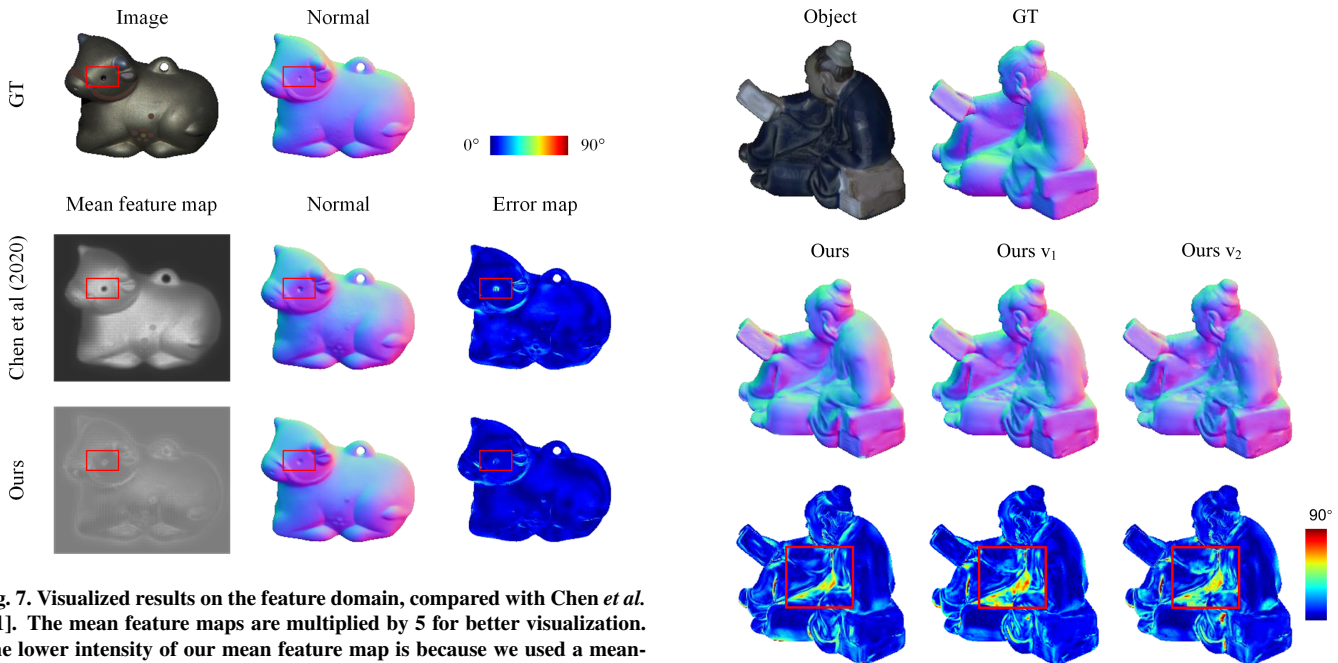 Image
Normal
GT
0°
90°
Mean feature map
Normal
Error map
Chen et al (2020)
Ours
g. 7. Visualized results on the feature domain, compared with Chen et al.
1]. The mean feature maps are multiplied by 5 for better visualization.
lower intensity of our mean feature map is because we used a mean-
Object
GT
Ours
Ours v₁
Ours v₂
90°